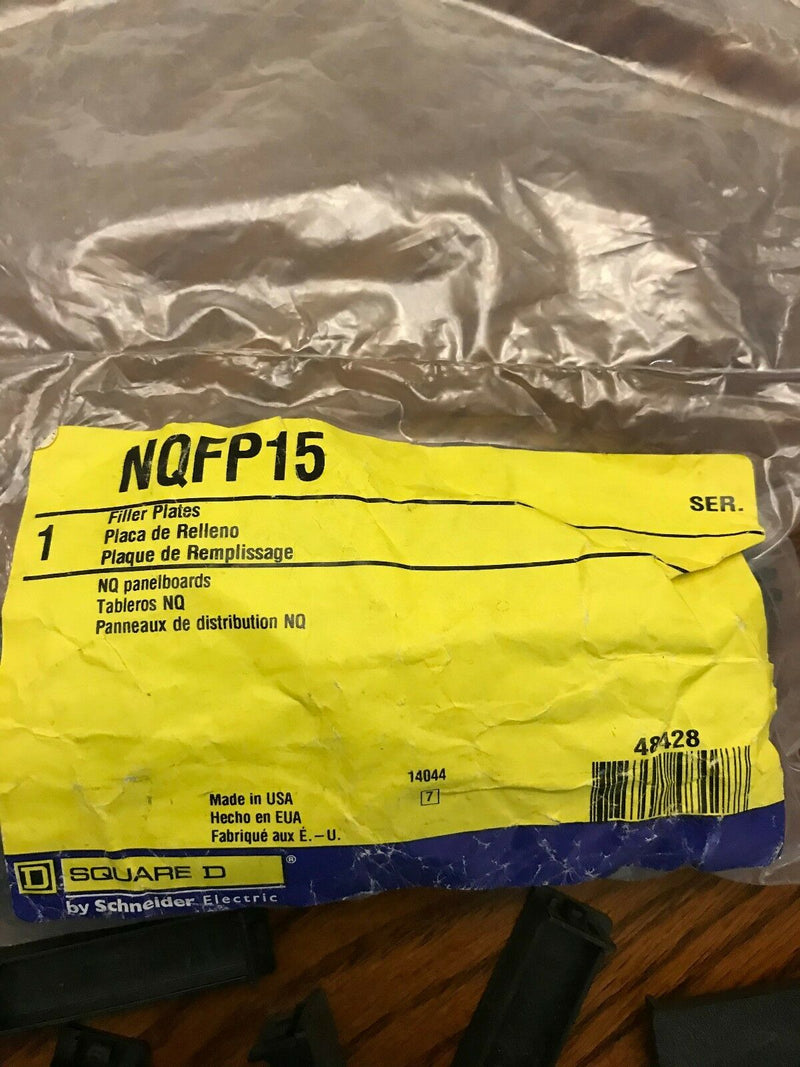 NQFP15
SER.
1
Filler Plates
Placa de Relleno
Plaque de Remplissage
NQ panelboards
Tableros NQ
Panneaux de distribution NQ
48428
14044
7
Made in USA
Hecho en EUA
Fabriqué aux É.-U.
D SQUARE D ®
by Schneider Electric